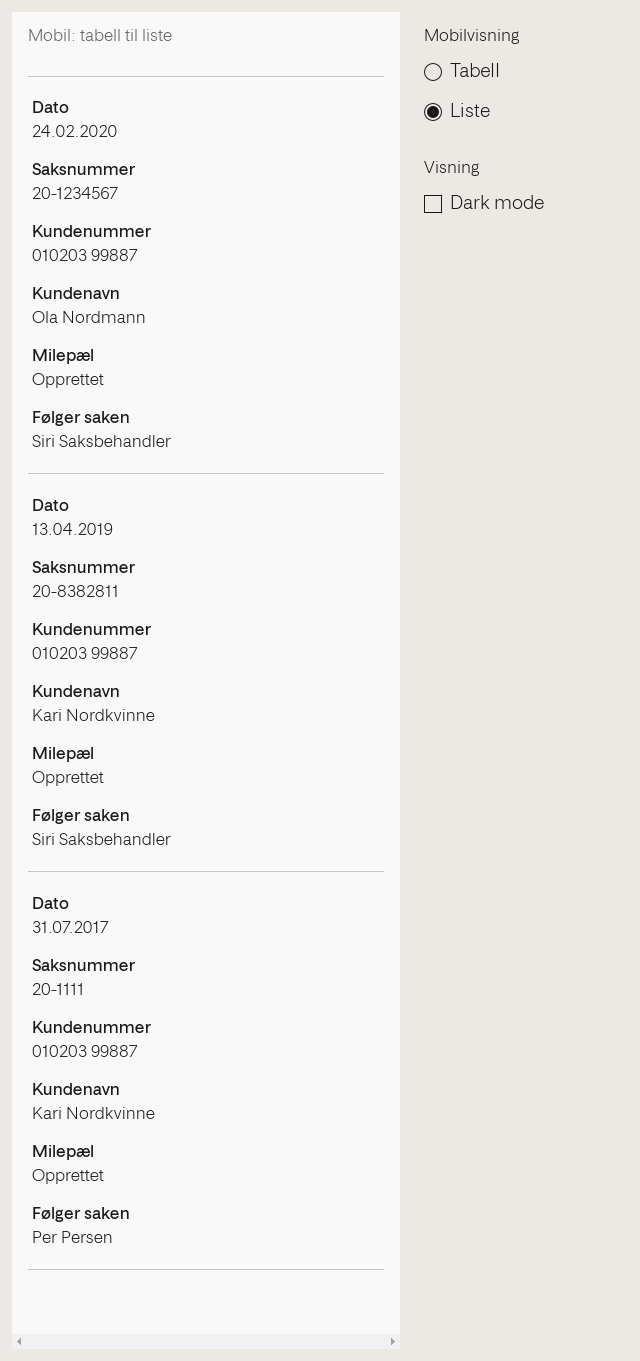 Mobil: tabell til liste
Dato
24.02.2020
Saksnummer
20-1234567
Kundenummer
010203 99887
Kundenavn
Ola Nordmann
Milepæl
Opprettet
Følger saken
Siri Saksbehandler
Dato
13.04.2019
Saksnummer
20-8382811
Kundenummer
010203 99887
Kundenavn
Kari Nordkvinne
Milepæl
Opprettet
Følger saken
Siri Saksbehandler
Dato
31.07.2017
Saksnummer
20-1111
Kundenummer
010203 99887
Kundenavn
Kari Nordkvinne
Milepæl
Opprettet
Følger saken
Per Persen
Mobilvisning
Tabell
Liste
Visning
Dark mode